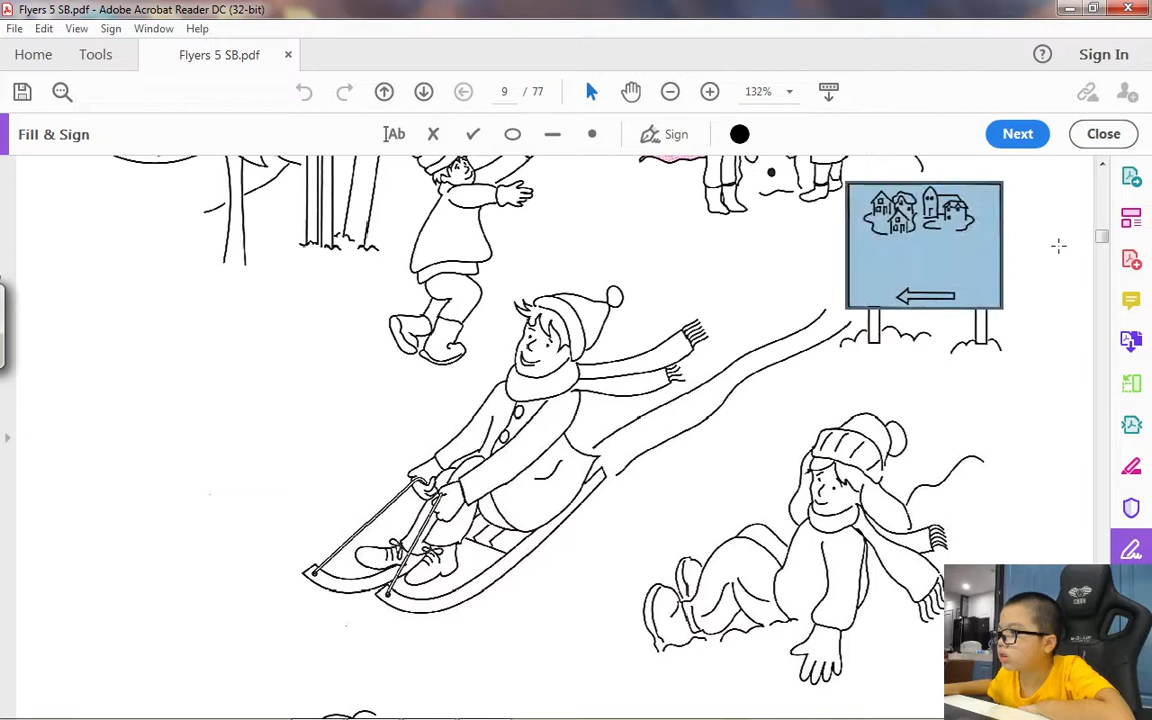 Flyers 5 SB.pdf - Adobe Acrobat Reader DC (32-bit)
File Edit View Sign Window Help
Home Tools Flyers 5 SB.pdf × ? Sign In
9 / 77 132%
Fill & Sign Ab Sign Next Close